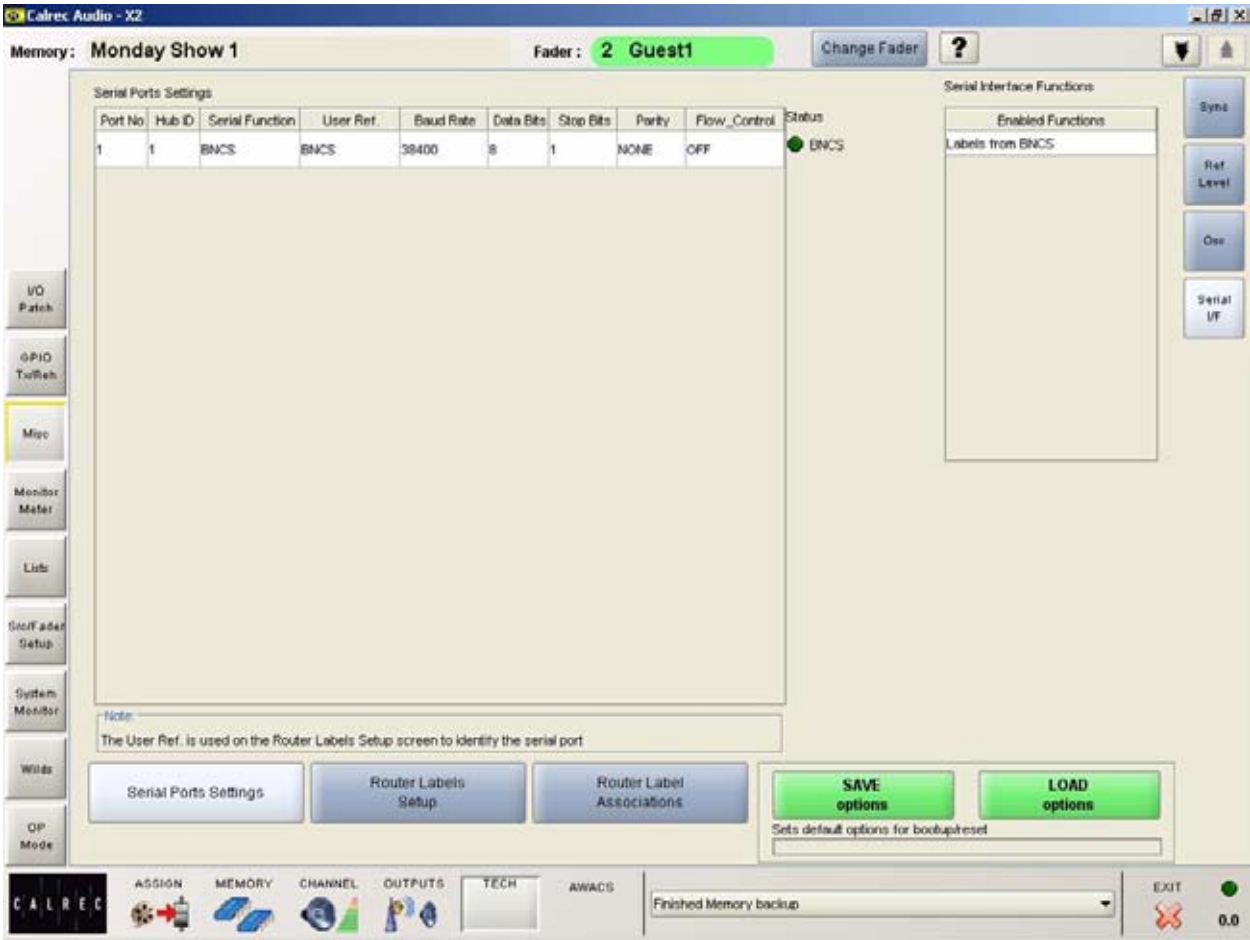 Calrec Audio - X2
Memory: Monday Show 1 Fader: 2 Guest1 Change Fader ?
Serial Ports Settings
Port No Hub ID Serial Function User Ref. Baud Rate Data Bits Stop Bits Parity Flow_Control
1 1 BNCS BNCS 38400 8 1 NONE OFF
Status
BNCS
Serial Interface Functions
Enabled Functions
Labels from BNCS
Sync
Ref
Level
Osc
Serial
I/F
I/O
Patch
GPIO
Tx/Reh
Misc
Monitor
Meter
Lists
Src/Fader
Setup
System
Monitor
Wilds
OP
Mode
Note:
The User Ref. is used on the Router Labels Setup screen to identify the serial port
Serial Ports Settings
Router Labels
Setup
Router Label
Associations
SAVE
options
LOAD
options
Sets default options for bootup/reset
CALREC
ASSIGN
MEMORY
CHANNEL
OUTPUTS
TECH
AWACS
Finished Memory backup
EXIT
0.0